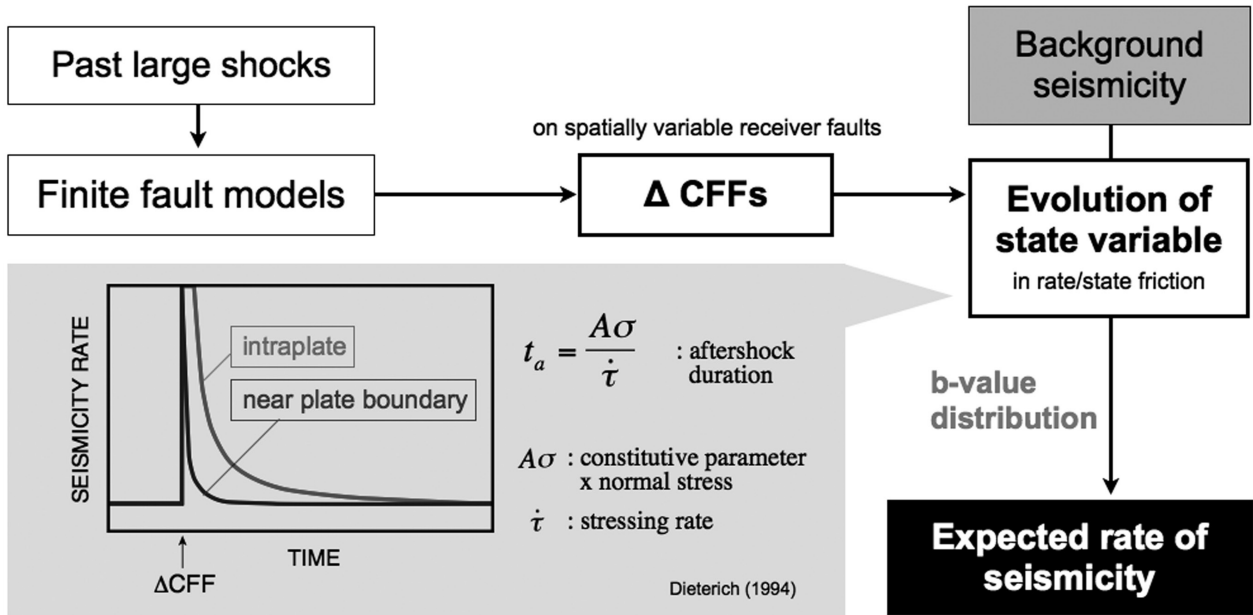 Past large shocks
Finite fault models
on spatially variable receiver faults
Δ CFFs
Background
seismicity
Evolution of
state variable
in rate/state friction
b-value
distribution
Expected rate of
seismicity
SEISMICITY RATE
intraplate
near plate boundary
TIME
ΔCFF
t_a = Aσ / τ̇ : aftershock
duration
Aσ : constitutive parameter
x normal stress
τ̇ : stressing rate
Dieterich (1994)